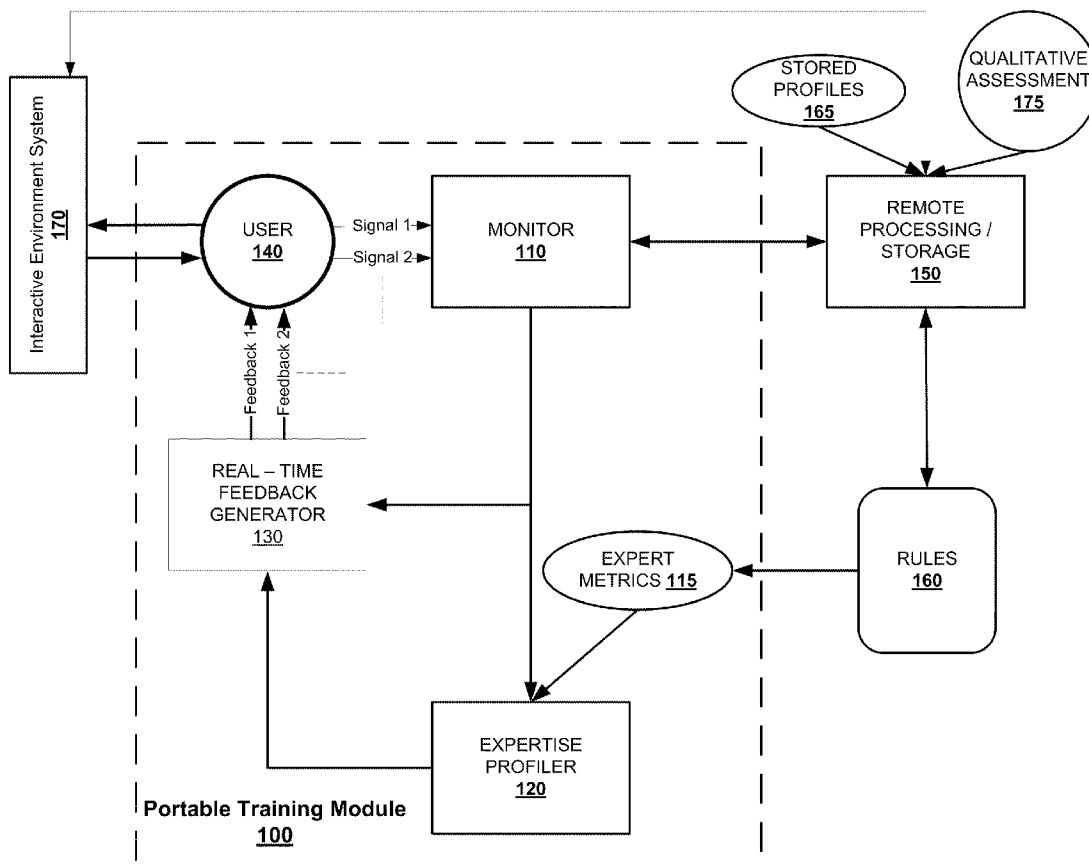 STORED
PROFILES
165
QUALITATIVE
ASSESSMENT
175
Interactive Environment System
170
USER
140
Signal 1
Signal 2
MONITOR
110
REMOTE
PROCESSING /
STORAGE
150
Feedback 1
Feedback 2
REAL – TIME
FEEDBACK
GENERATOR
130
EXPERT
METRICS 115
RULES
160
EXPERTISE
PROFILER
120
Portable Training Module
100